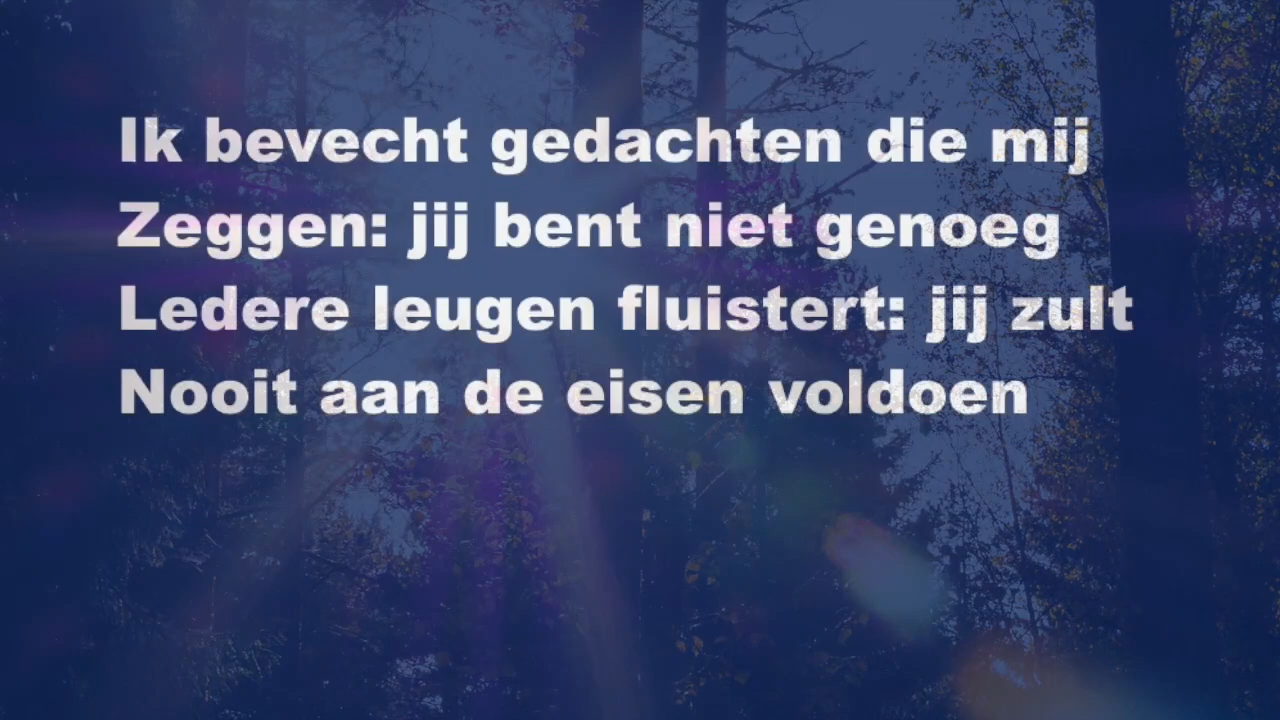 Ik bevecht gedachten die mij
Zeggen: jij bent niet genoeg
Ledere leugen fluistert: jij zult
Nooit aan de eisen voldoen